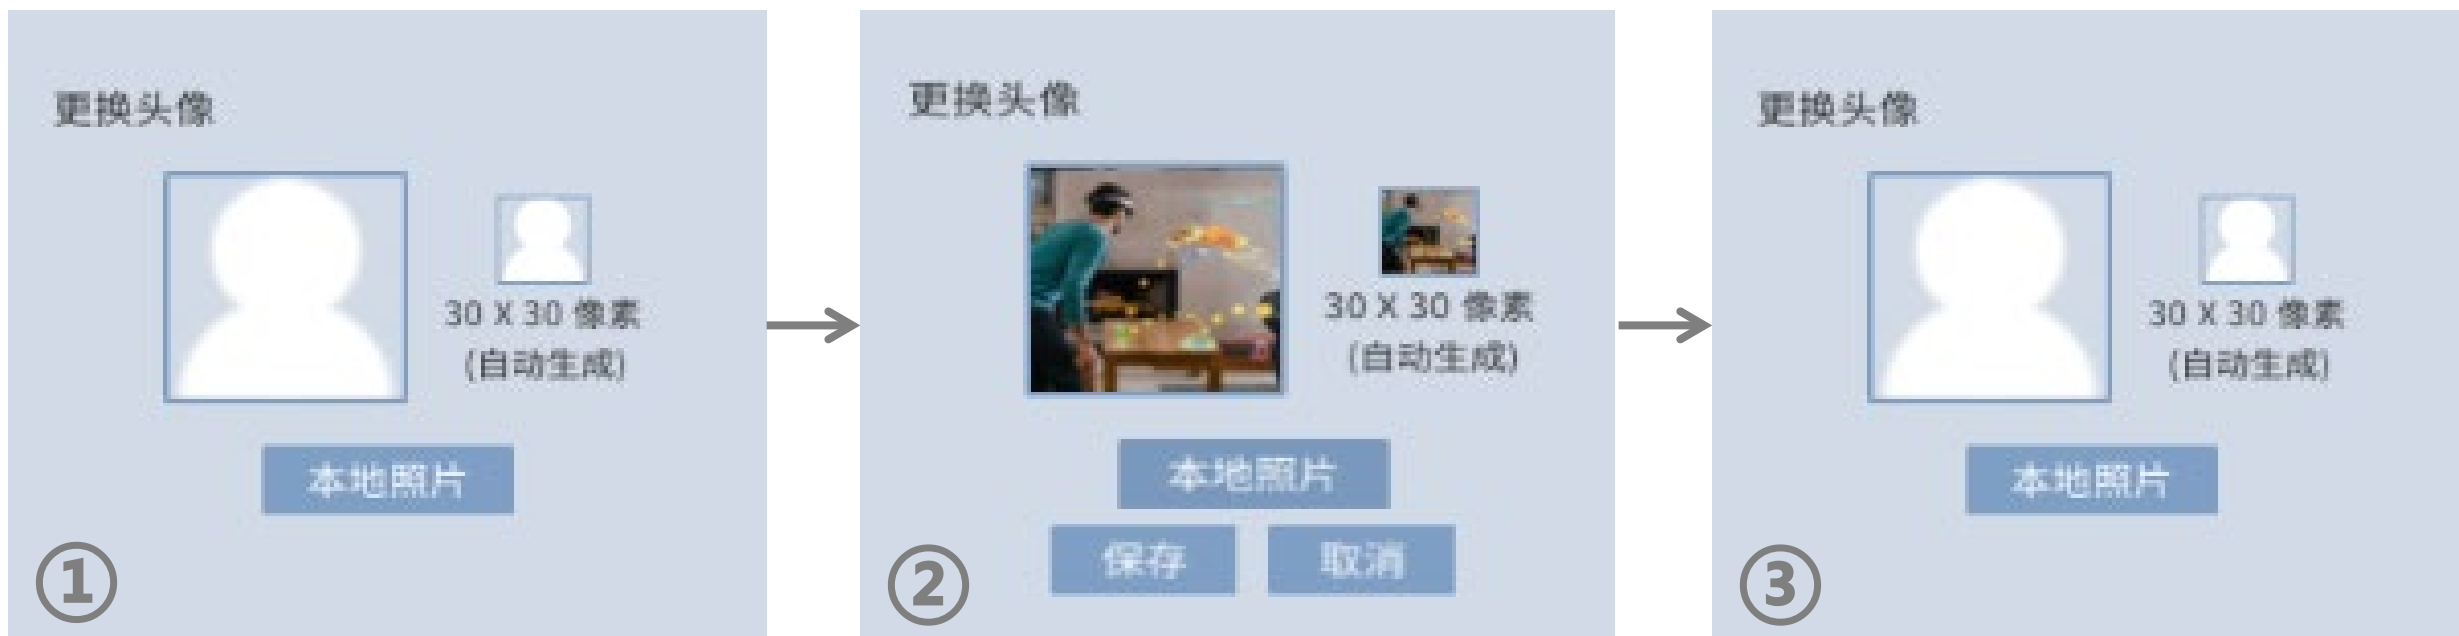 更换头像
30 X 30 像素
(自动生成)
本地照片
①
更换头像
30 X 30 像素
(自动生成)
本地照片
保存 取消
②
更换头像
30 X 30 像素
(自动生成)
本地照片
③